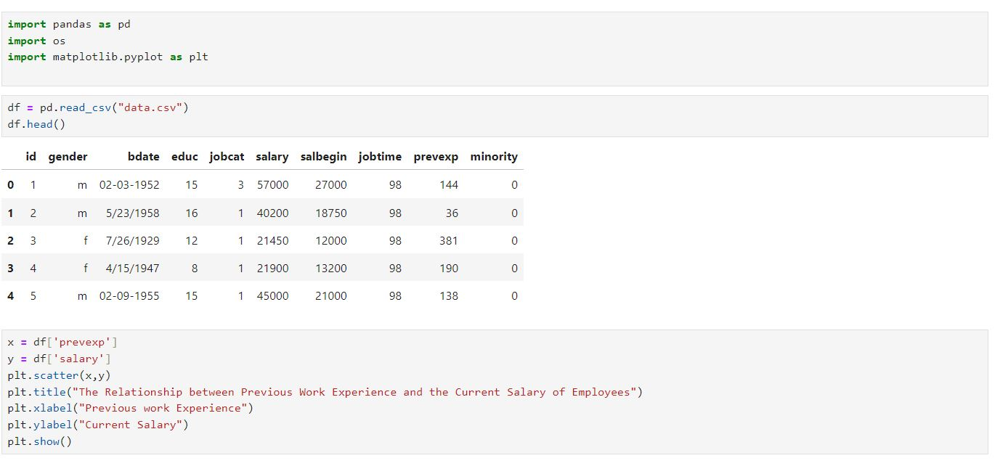 import pandas as pd
import os
import matplotlib.pyplot as plt
df = pd.read_csv("data.csv")
df.head()
id gender bdate educ jobcat salary salbegin jobtime prevexp minority
0 1 m 02-03-1952 15 3 57000 27000 98 144 0
1 2 m 5/23/1958 16 1 40200 18750 98 36 0
2 3 f 7/26/1929 12 1 21450 12000 98 381 0
3 4 f 4/15/1947 8 1 21900 13200 98 190 0
4 5 m 02-09-1955 15 1 45000 21000 98 138 0
x = df['prevexp']
y = df['salary']
plt.scatter(x,y)
plt.title("The Relationship between Previous Work Experience and the Current Salary of Employees")
plt.xlabel("Previous work Experience")
plt.ylabel("Current Salary")
plt.show()